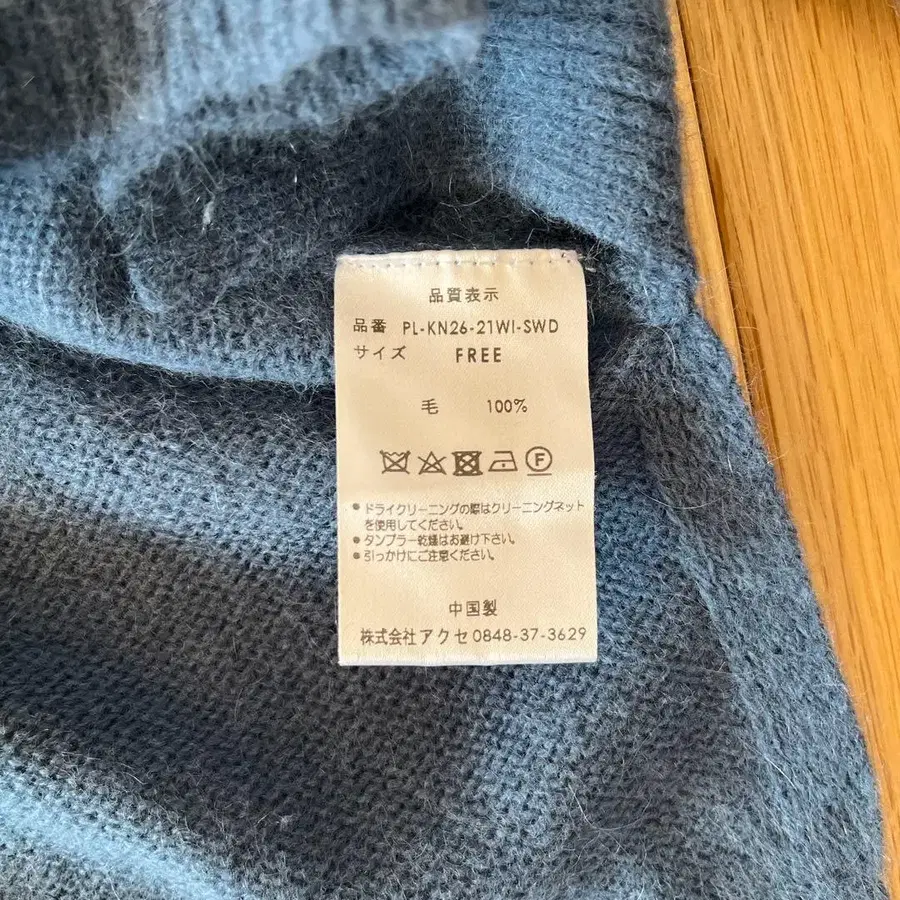 品質表示
品番 PL-KN26-21WI-SWD
サイズ FREE
毛 100%
F
● ドライクリーニングの際はクリーニングネット
を使用してください。
● タンブラー乾燥はお避け下さい。
● 引っかけにご注意ください。
中国製
株式会社アクセ 0848-37-3629